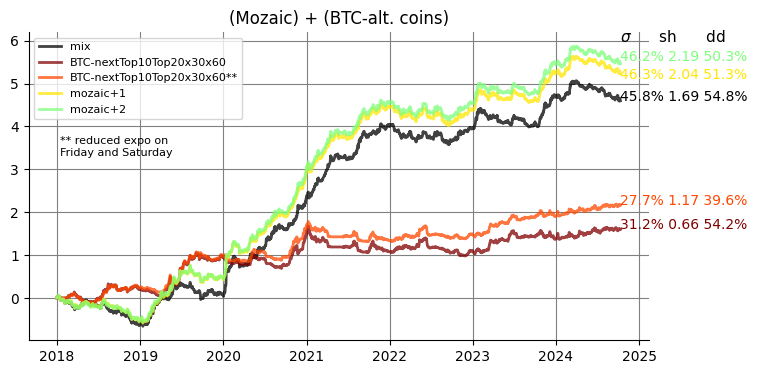 (Mozaic) + (BTC-alt. coins)
σ sh dd
mix
BTC-nextTop10Top20x30x60
BTC-nextTop10Top20x30x60**
mozaic+1
mozaic+2
** reduced expo on
Friday and Saturday
46.2% 2.19 50.3%
46.3% 2.04 51.3%
45.8% 1.69 54.8%
27.7% 1.17 39.6%
31.2% 0.66 54.2%
6
5
4
3
2
1
0
2018 2019 2020 2021 2022 2023 2024 2025